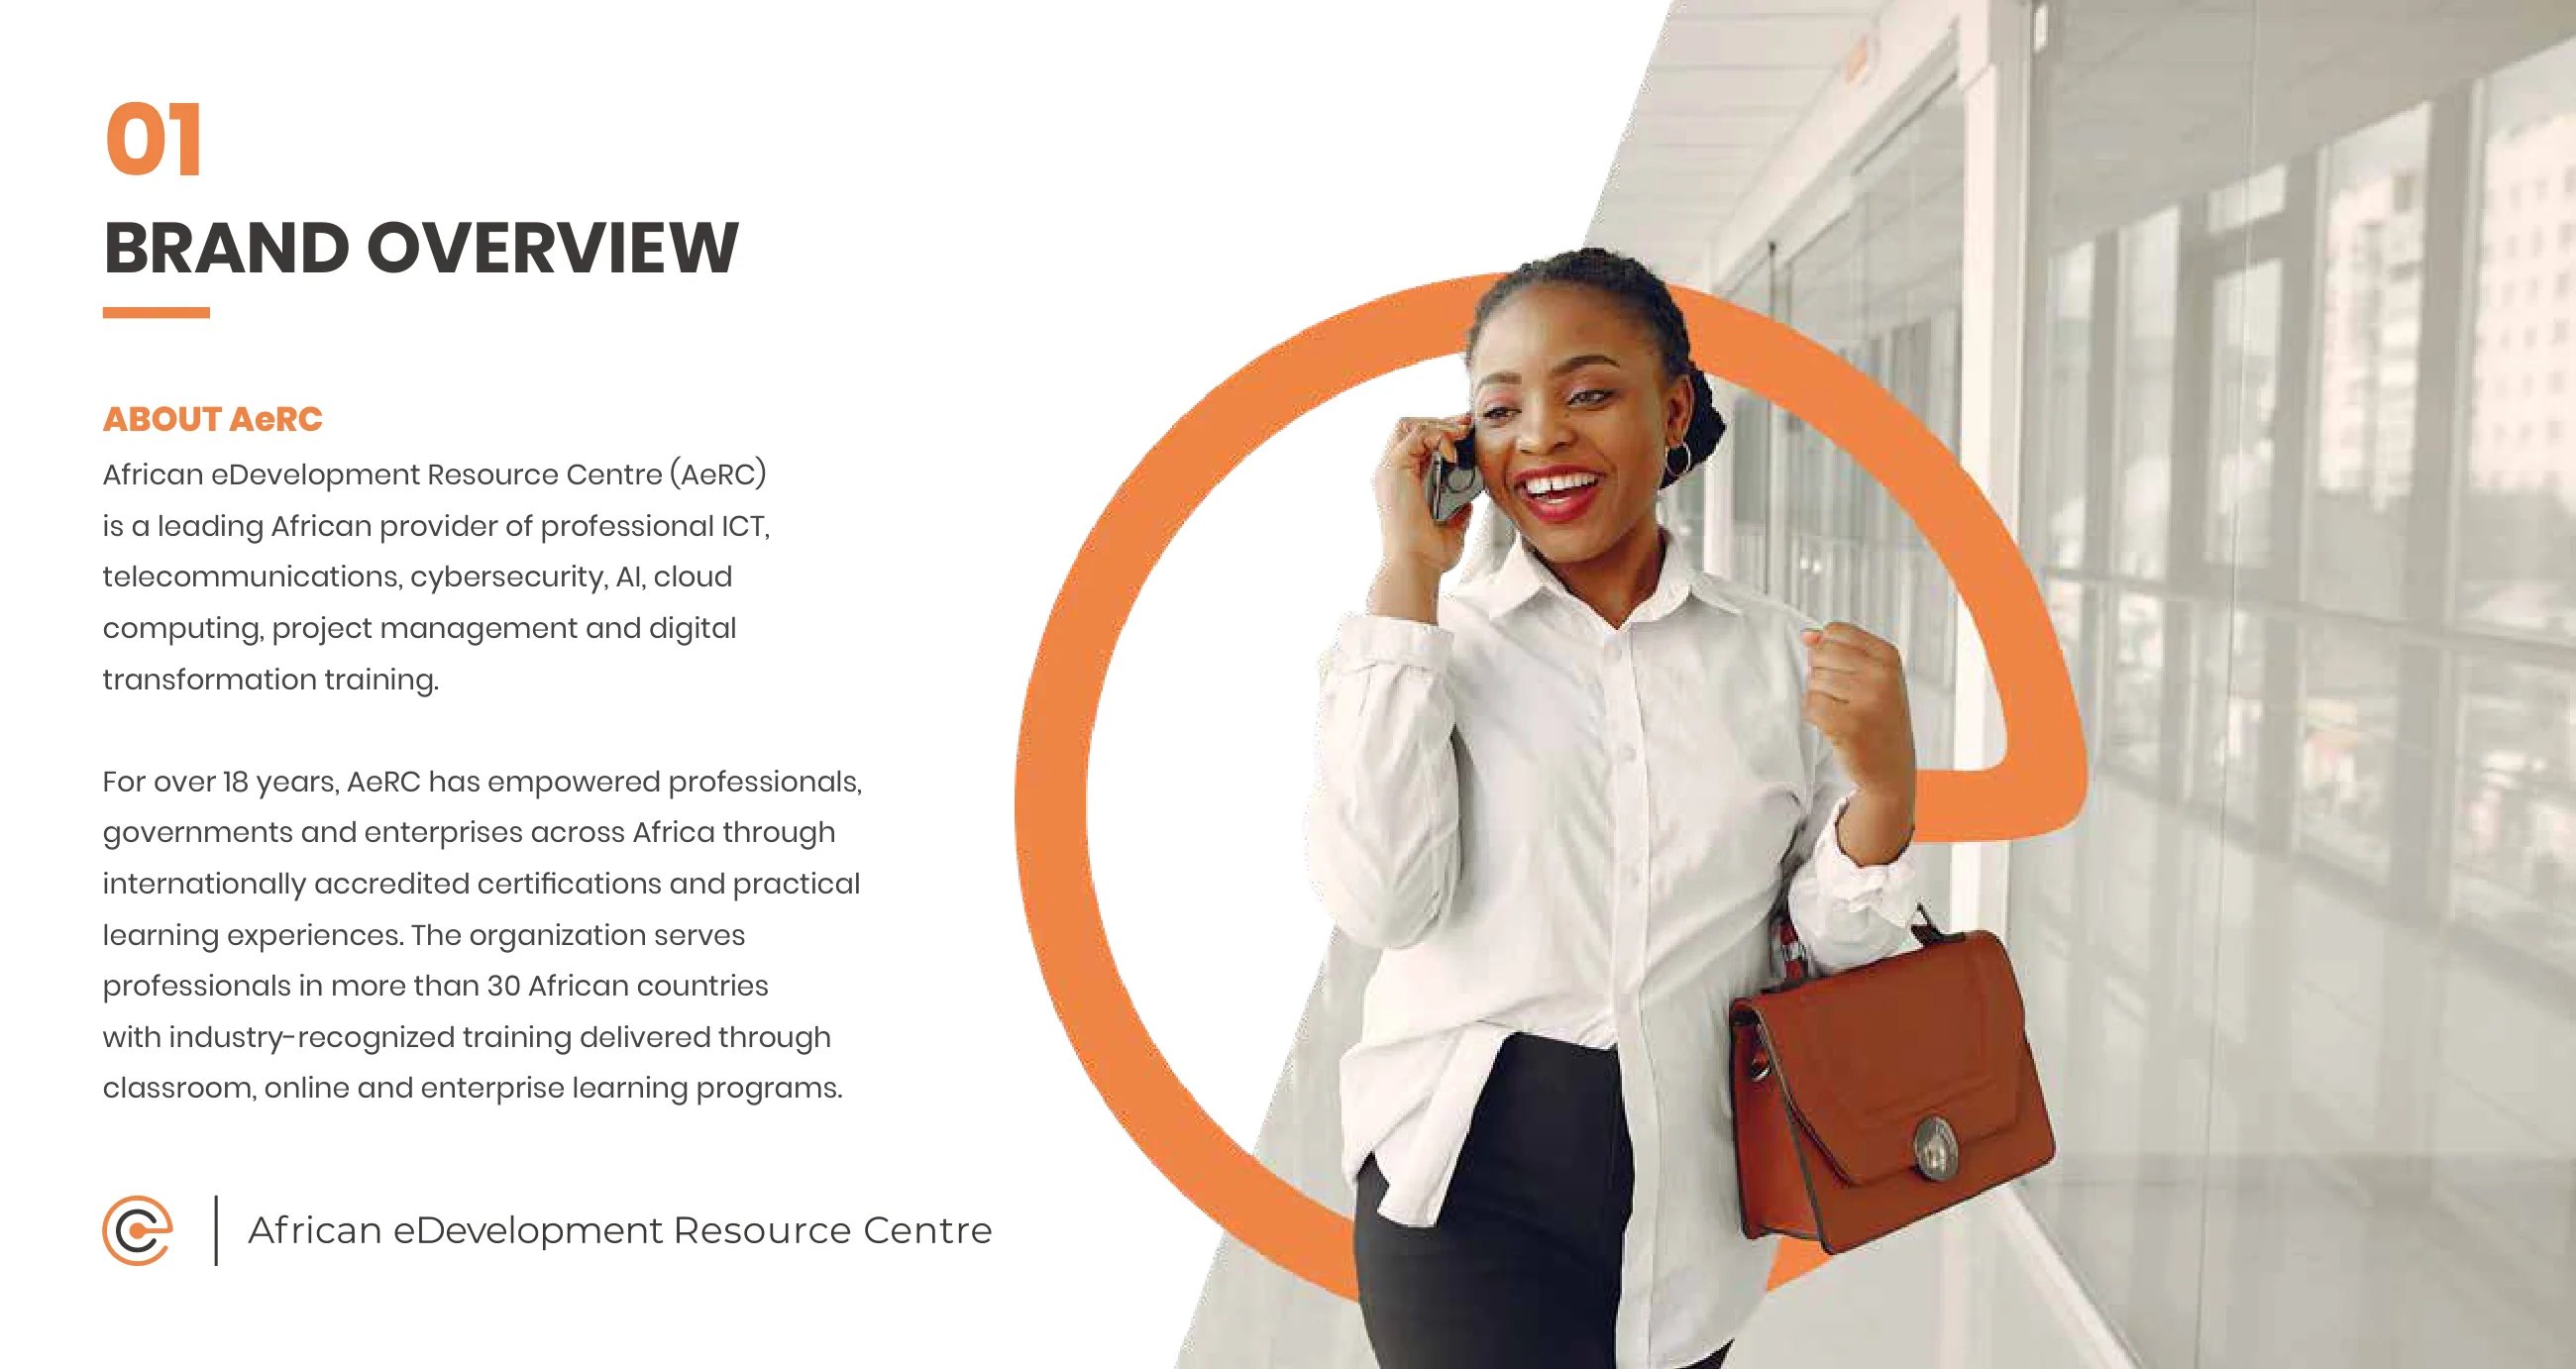 01
BRAND OVERVIEW
ABOUT AeRC
African eDevelopment Resource Centre (AeRC)
is a leading African provider of professional ICT,
telecommunications, cybersecurity, AI, cloud
computing, project management and digital
transformation training.
For over 18 years, AeRC has empowered professionals,
governments and enterprises across Africa through
internationally accredited certifications and practical
learning experiences. The organization serves
professionals in more than 30 African countries
with industry-recognized training delivered through
classroom, online and enterprise learning programs.
African eDevelopment Resource Centre